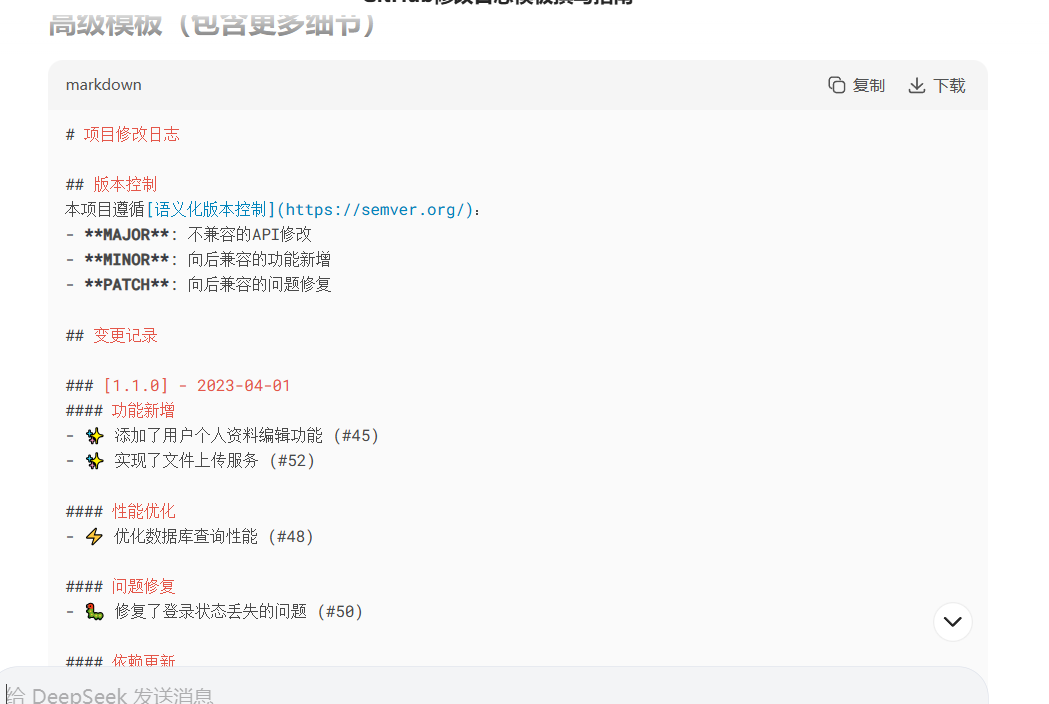 GitHub修改日志模板撰写指南
高级模板（包含更多细节）
markdown
复制
下载
# 项目修改日志
## 版本控制
本项目遵循[语义化版本控制](https://semver.org/)：
- **MAJOR**: 不兼容的API修改
- **MINOR**: 向后兼容的功能新增
- **PATCH**: 向后兼容的问题修复
## 变更记录
### [1.1.0] - 2023-04-01
#### 功能新增
- ✨ 添加了用户个人资料编辑功能 (#45)
- ✨ 实现了文件上传服务 (#52)
#### 性能优化
- ⚡ 优化数据库查询性能 (#48)
#### 问题修复
- 🐛 修复了登录状态丢失的问题 (#50)
#### 依赖更新
给 DeepSeek 发送消息